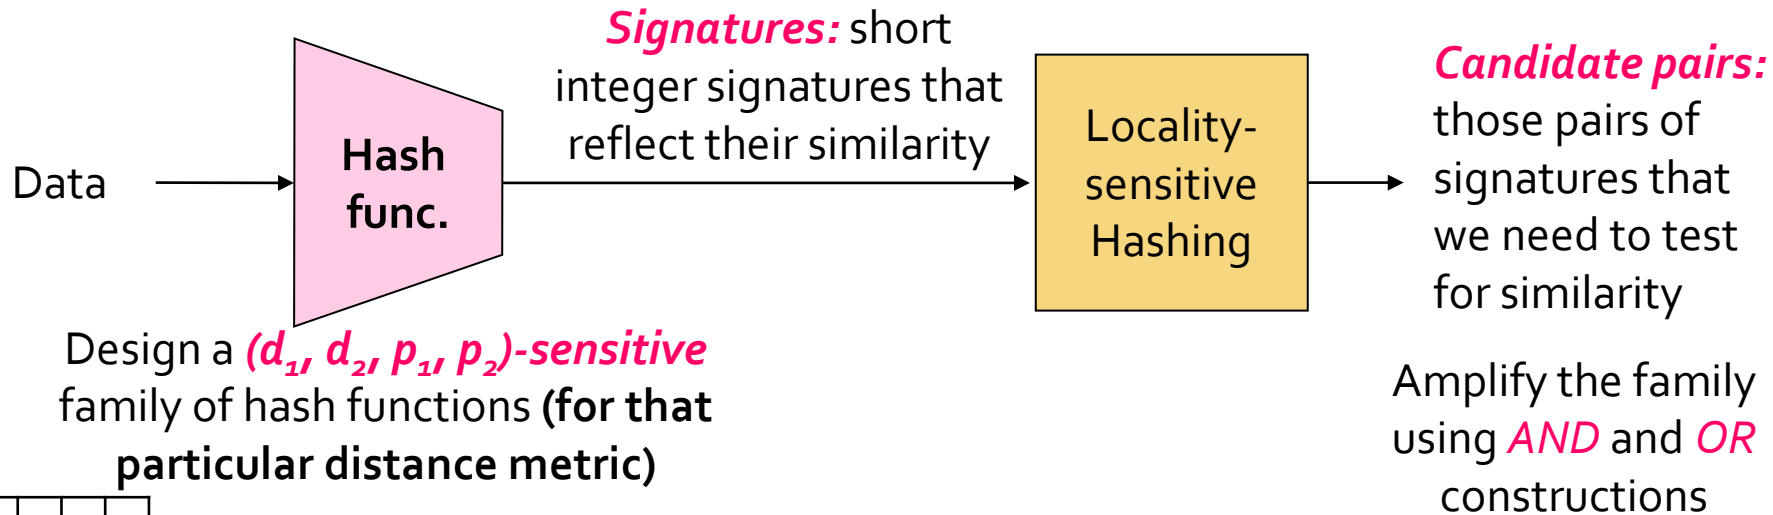 Data
Hash
func.
Signatures: short
integer signatures that
reflect their similarity
Locality-
sensitive
Hashing
Candidate pairs:
those pairs of
signatures that
we need to test
for similarity
Design a (d₁, d₂, p₁, p₂)-sensitive
family of hash functions (for that
particular distance metric)
Amplify the family
using AND and OR
constructions